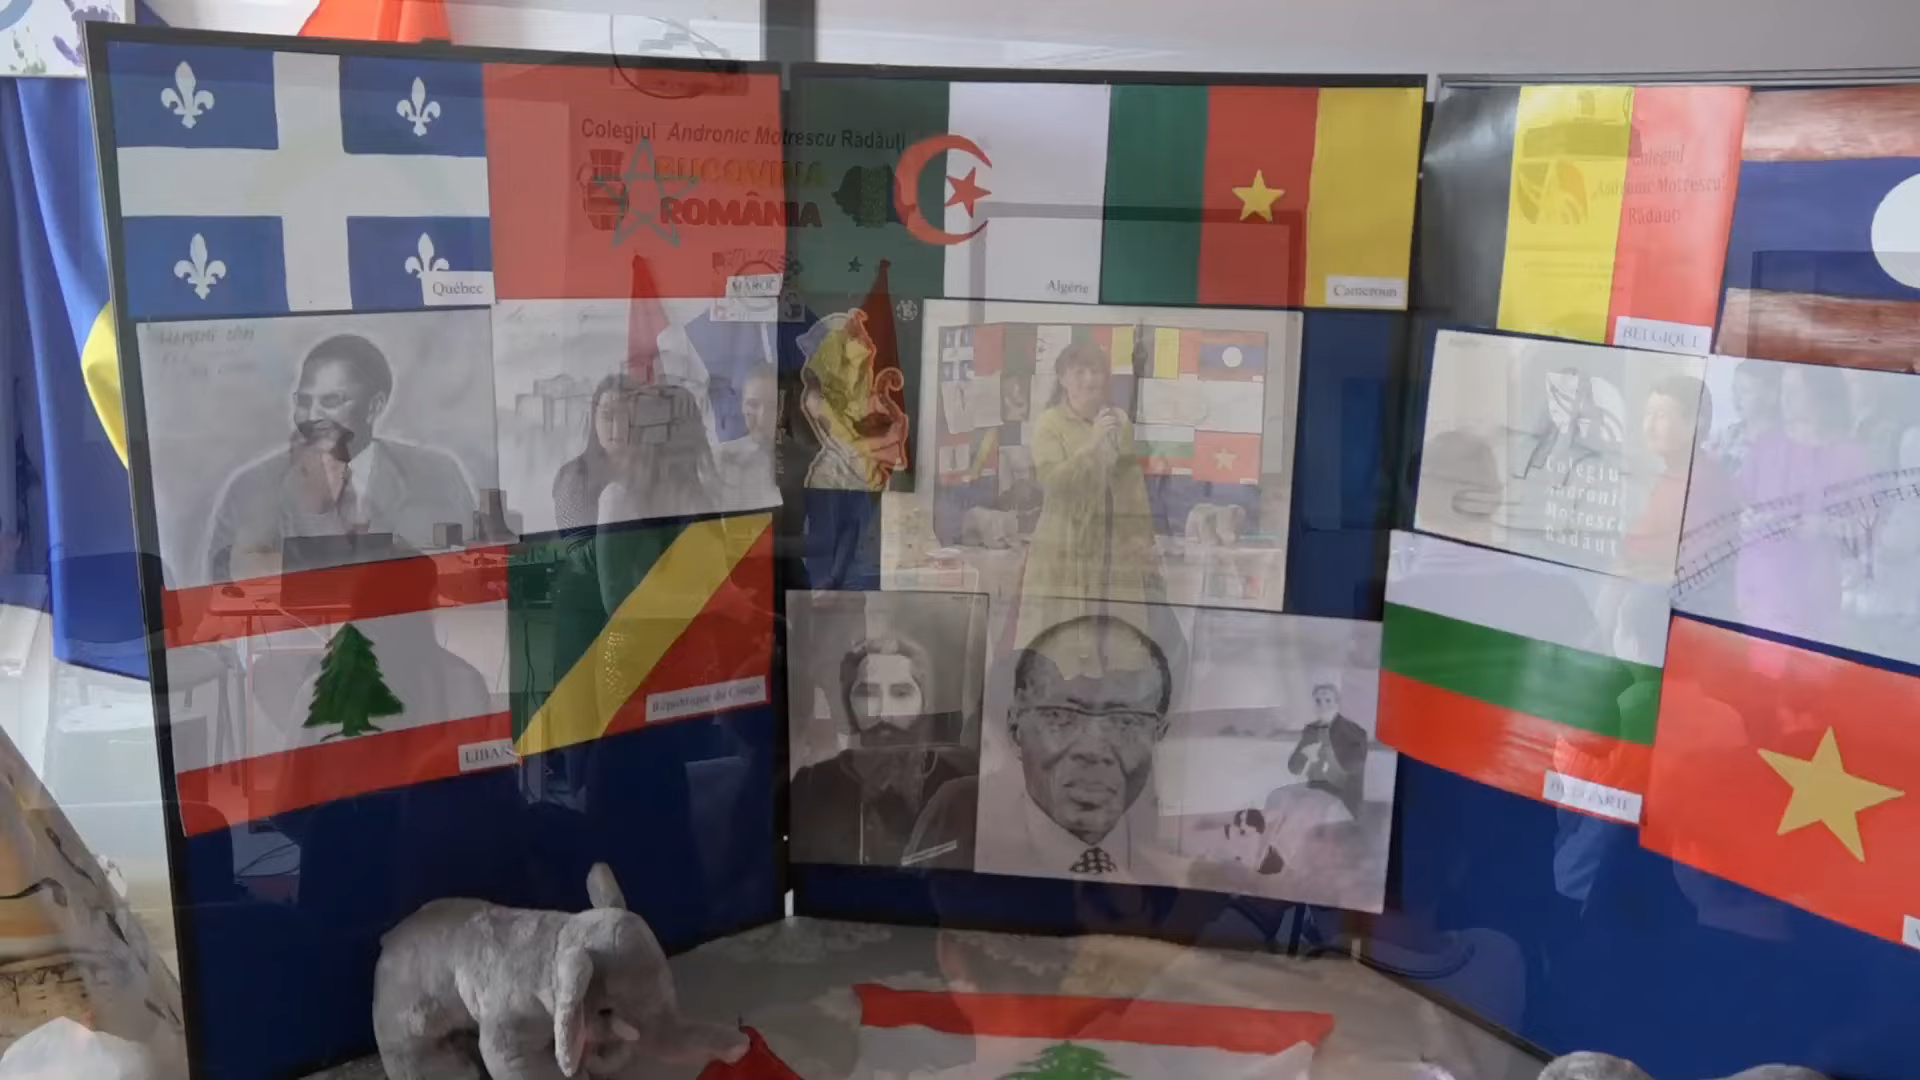 Colegiul Andronic Motrescu Rădăuți
BUCOVINA
ROMÂNIA
Québec
MAROC
Algérie
Cameroun
Colegiul
Andronic Motrescu
Rădăuți
BELGIQUE
Colegiul
Andronic
Motrescu
Rădăuți
LIBAN
République du Congo
BULGARIE